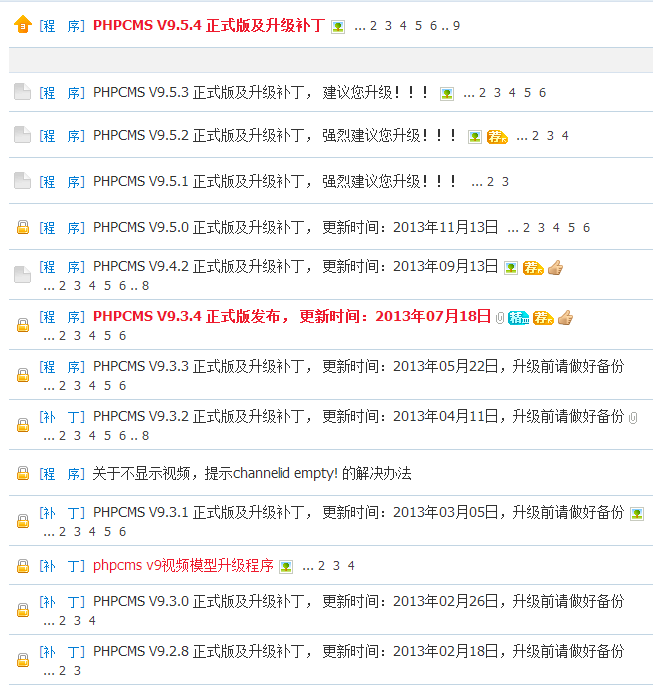 [程　序] PHPCMS V9.5.4 正式版及升级补丁 ... 2 3 4 5 6 .. 9
[程　序] PHPCMS V9.5.3 正式版及升级补丁， 建议您升级！！！ ... 2 3 4 5 6
[程　序] PHPCMS V9.5.2 正式版及升级补丁，强烈建议您升级！！！ 荐 ... 2 3 4
[程　序] PHPCMS V9.5.1 正式版及升级补丁， 强烈建议您升级！！！ ... 2 3
[程　序] PHPCMS V9.5.0 正式版及升级补丁， 更新时间：2013年11月13日 ... 2 3 4 5 6
[程　序] PHPCMS V9.4.2 正式版及升级补丁， 更新时间：2013年09月13日 荐
... 2 3 4 5 6 .. 8
[程　序] PHPCMS V9.3.4 正式版发布， 更新时间：2013年07月18日 精 荐
... 2 3 4 5 6
[程　序] PHPCMS V9.3.3 正式版及升级补丁， 更新时间：2013年05月22日，升级前请做好备份
... 2 3 4 5 6
[补　丁] PHPCMS V9.3.2 正式版及升级补丁， 更新时间：2013年04月11日，升级前请做好备份
... 2 3 4 5 6 .. 8
[程　序] 关于不显示视频，提示channelid empty! 的解决办法
[补　丁] PHPCMS V9.3.1 正式版及升级补丁， 更新时间：2013年03月05日，升级前请做好备份
... 2 3 4 5 6
[补　丁] phpcms v9视频模型升级程序 ... 2 3 4
[补　丁] PHPCMS V9.3.0 正式版及升级补丁， 更新时间：2013年02月26日，升级前请做好备份
... 2 3 4
[补　丁] PHPCMS V9.2.8 正式版及升级补丁， 更新时间：2013年02月18日，升级前请做好备份
... 2 3